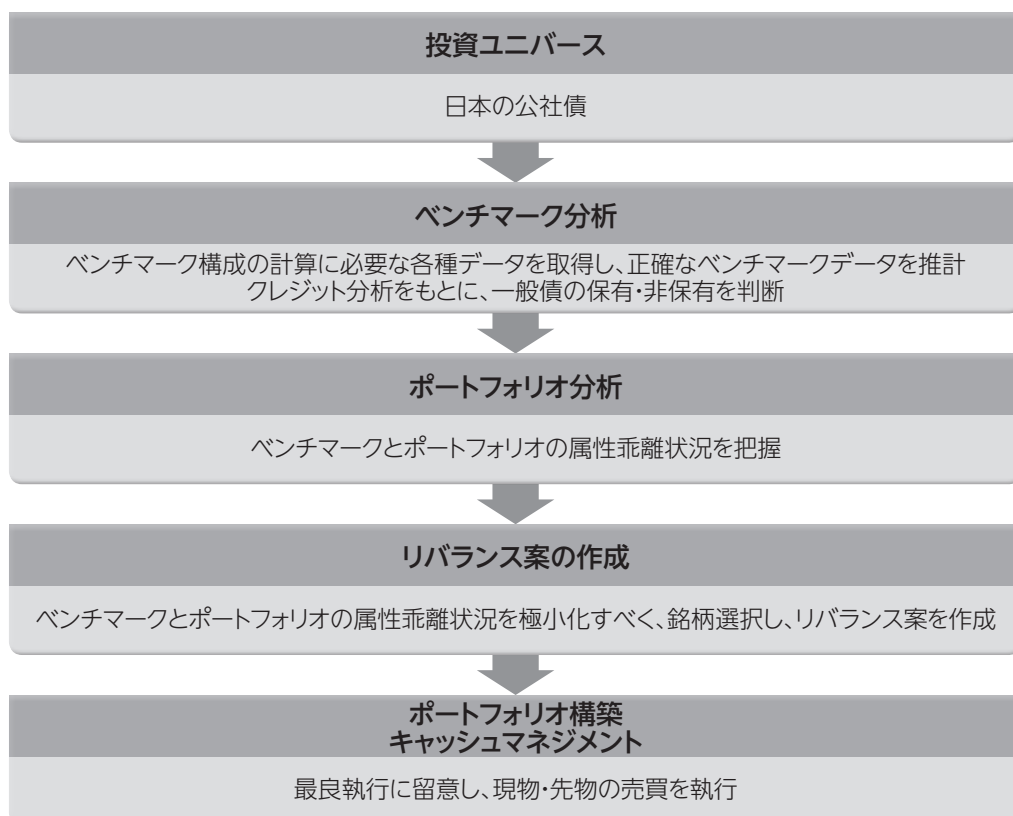 投資ユニバース
日本の公社債
ベンチマーク分析
ベンチマーク構成の計算に必要な各種データを取得し、正確なベンチマークデータを推計
クレジット分析をもとに、一般債の保有・非保有を判断
ポートフォリオ分析
ベンチマークとポートフォリオの属性乖離状況を把握
リバランス案の作成
ベンチマークとポートフォリオの属性乖離状況を極小化すべく、銘柄選択し、リバランス案を作成
ポートフォリオ構築
キャッシュマネジメント
最良執行に留意し、現物・先物の売買を執行